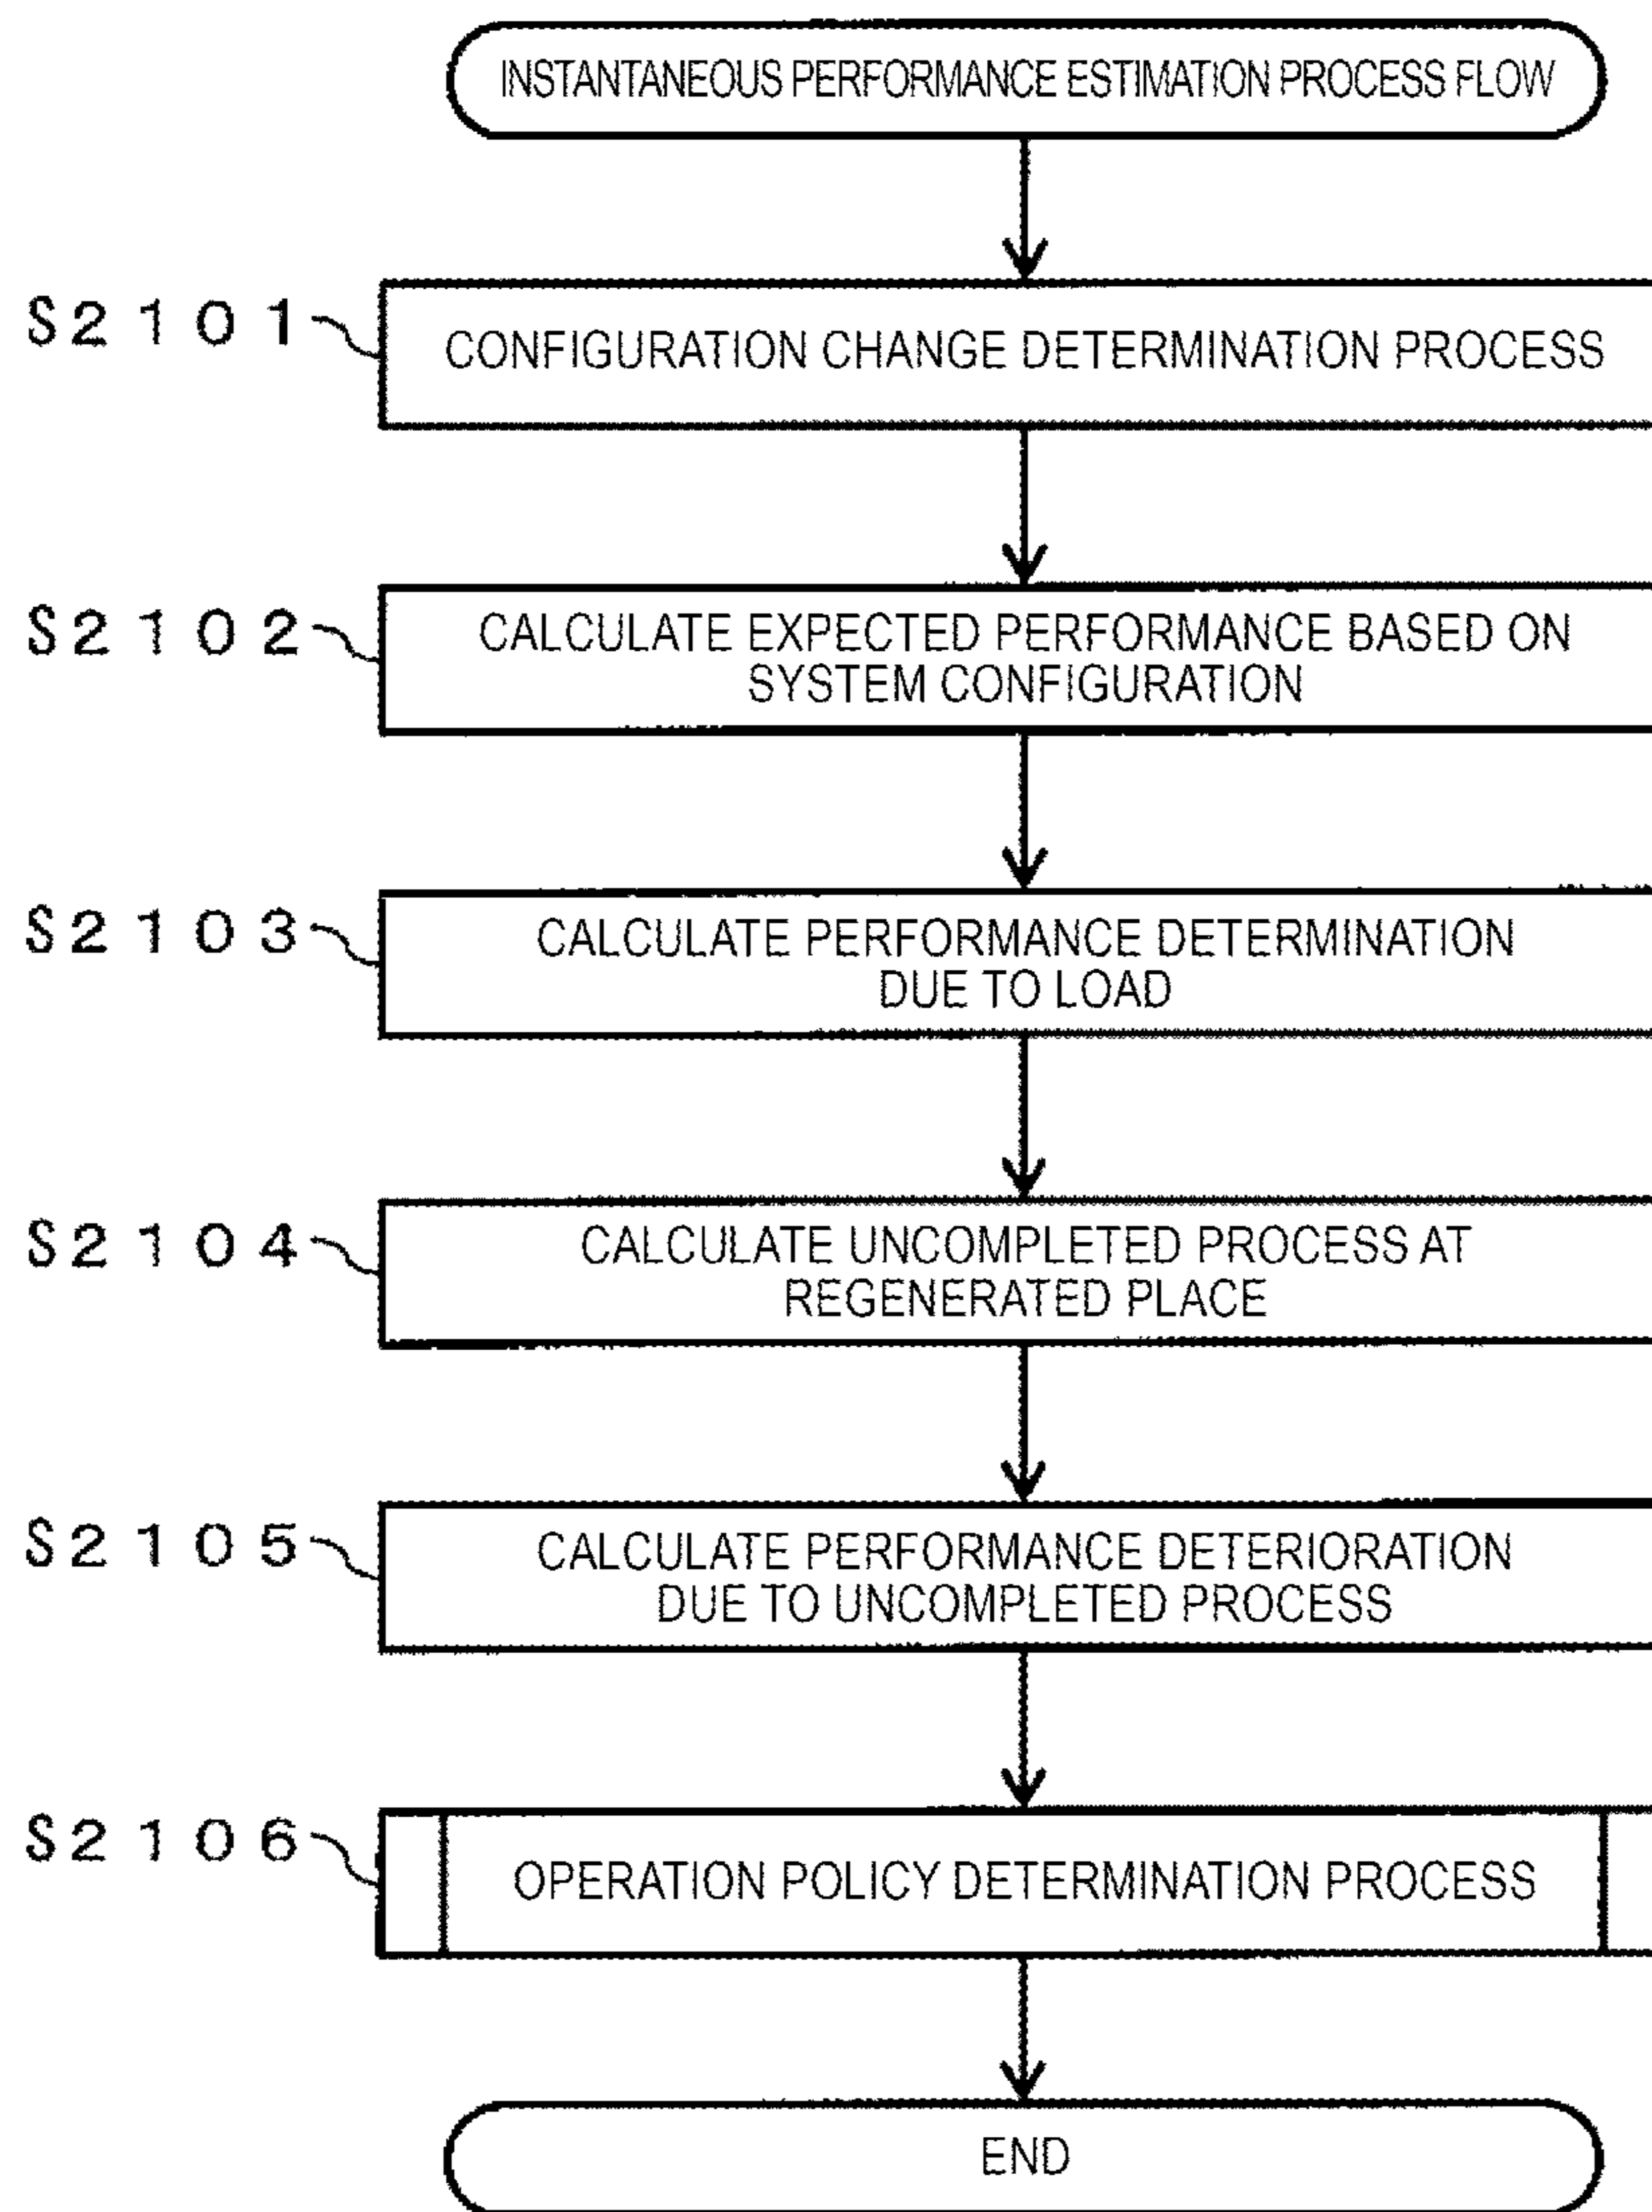 INSTANTANEOUS PERFORMANCE ESTIMATION PROCESS FLOW
S2101
CONFIGURATION CHANGE DETERMINATION PROCESS
S2102
CALCULATE EXPECTED PERFORMANCE BASED ON
SYSTEM CONFIGURATION
S2103
CALCULATE PERFORMANCE DETERMINATION
DUE TO LOAD
S2104
CALCULATE UNCOMPLETED PROCESS AT
REGENERATED PLACE
S2105
CALCULATE PERFORMANCE DETERIORATION
DUE TO UNCOMPLETED PROCESS
S2106
OPERATION POLICY DETERMINATION PROCESS
END